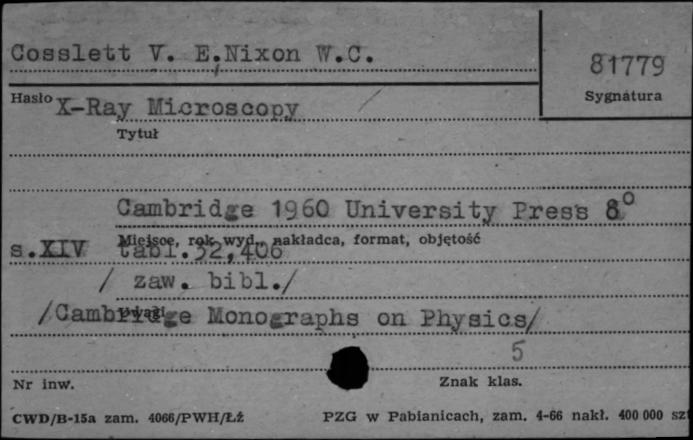 Cosslett V. E.,Nixon W.C.
81779
Sygnatura
Hasło X-Ray Microscopy
Tytuł
Cambridge 1960 University Press 8°
Miejsce, rok wyd., nakładca, format, objętość
s.XIV tabl.32,406
/ zaw. bibl./
Uwagi
/Cambridge Monographs on Physics/
5
Nr inw. Znak klas.
CWD/B-15a zam. 4066/PWH/Łź PZG w Pabianicach, zam. 4-66 nakł. 400 000 szt